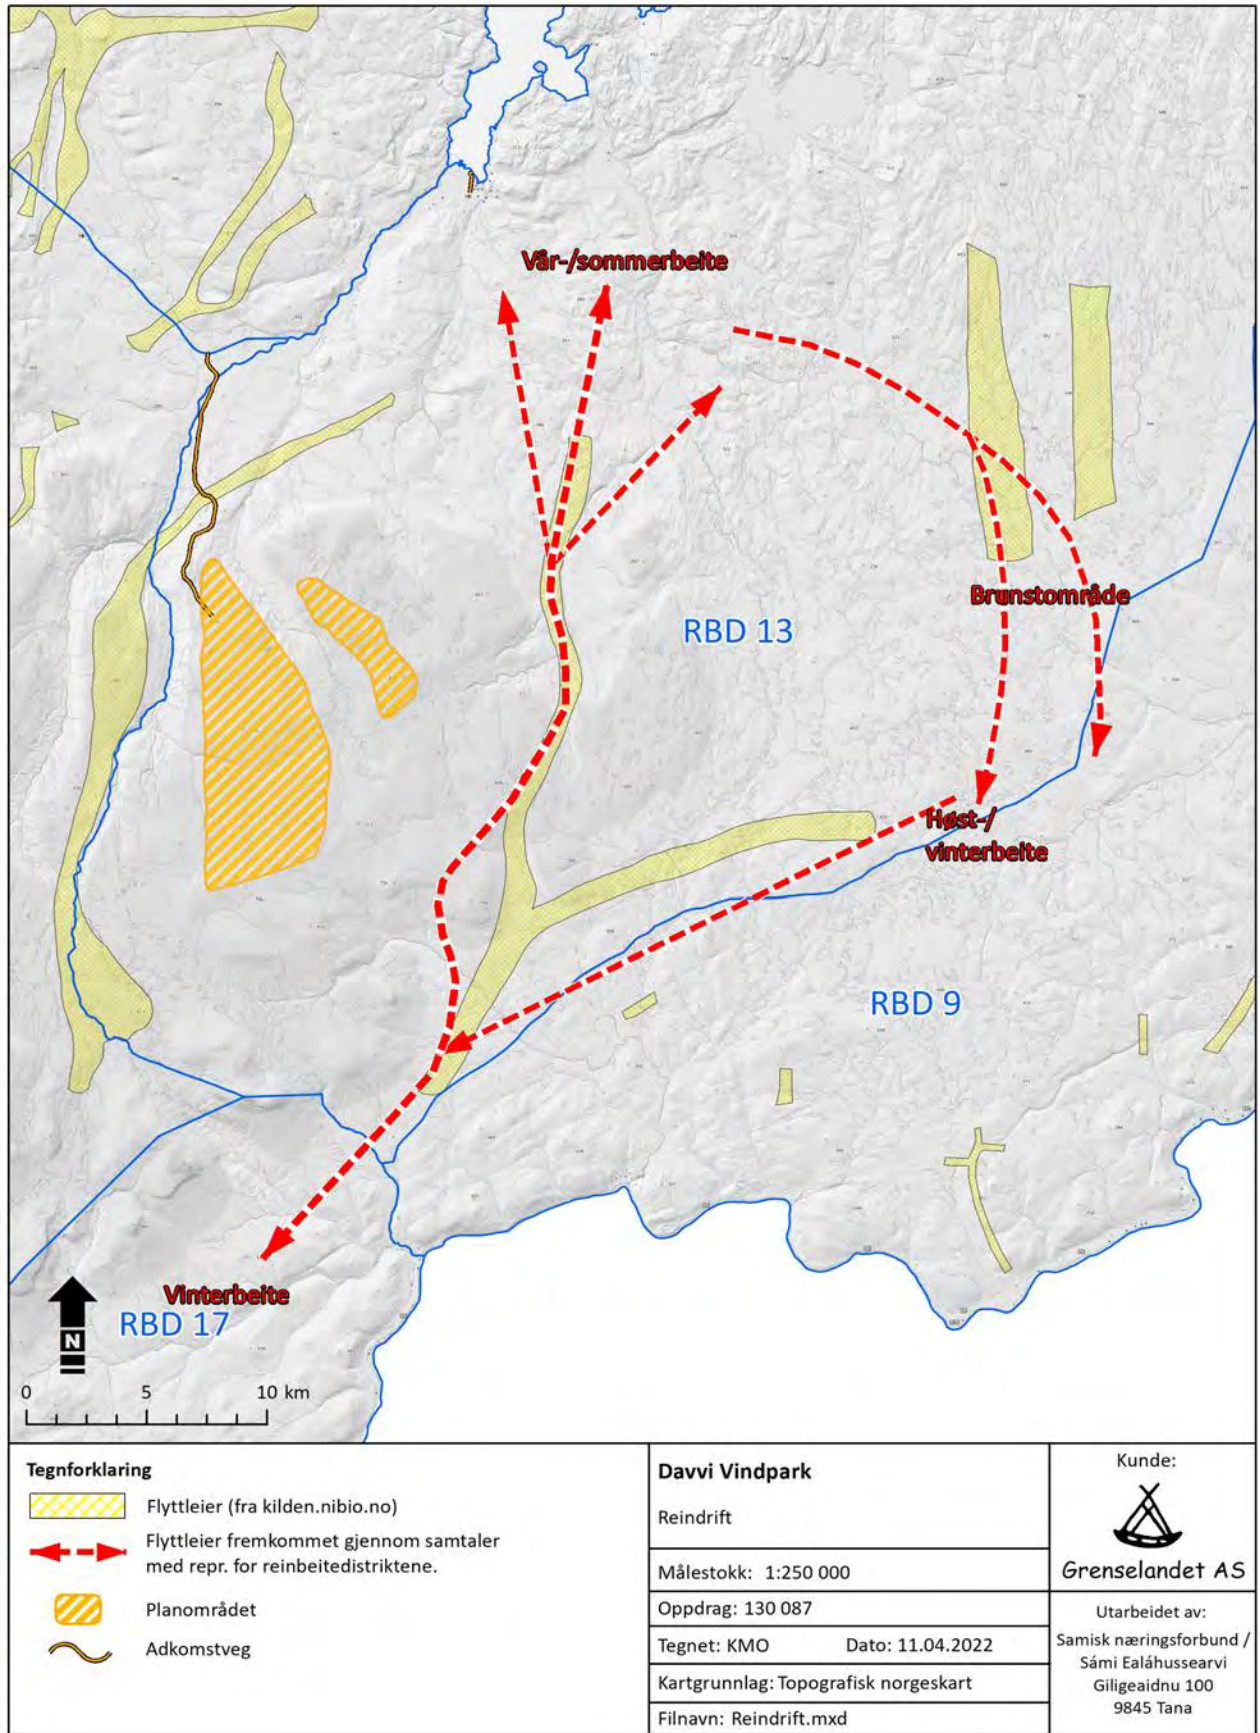 Vår-/sommerbeite
Brunstområde
RBD 13
Høst-/
vinterbeite
RBD 9
Vinterbeite
RBD 17
N
0 5 10 km
Tegnforklaring
Flyttleier (fra kilden.nibio.no)
Flyttleier fremkommet gjennom samtaler
med repr. for reinbeitedistriktene.
Planområdet
Adkomstveg
Davvi Vindpark
Reindrift
Målestokk: 1:250 000
Oppdrag: 130 087
Tegnet: KMO Dato: 11.04.2022
Kartgrunnlag: Topografisk norgeskart
Filnavn: Reindrift.mxd
Kunde:
Grenselandet AS
Utarbeidet av:
Samisk næringsforbund /
Sámi Ealáhussearvi
Giligeaidnu 100
9845 Tana